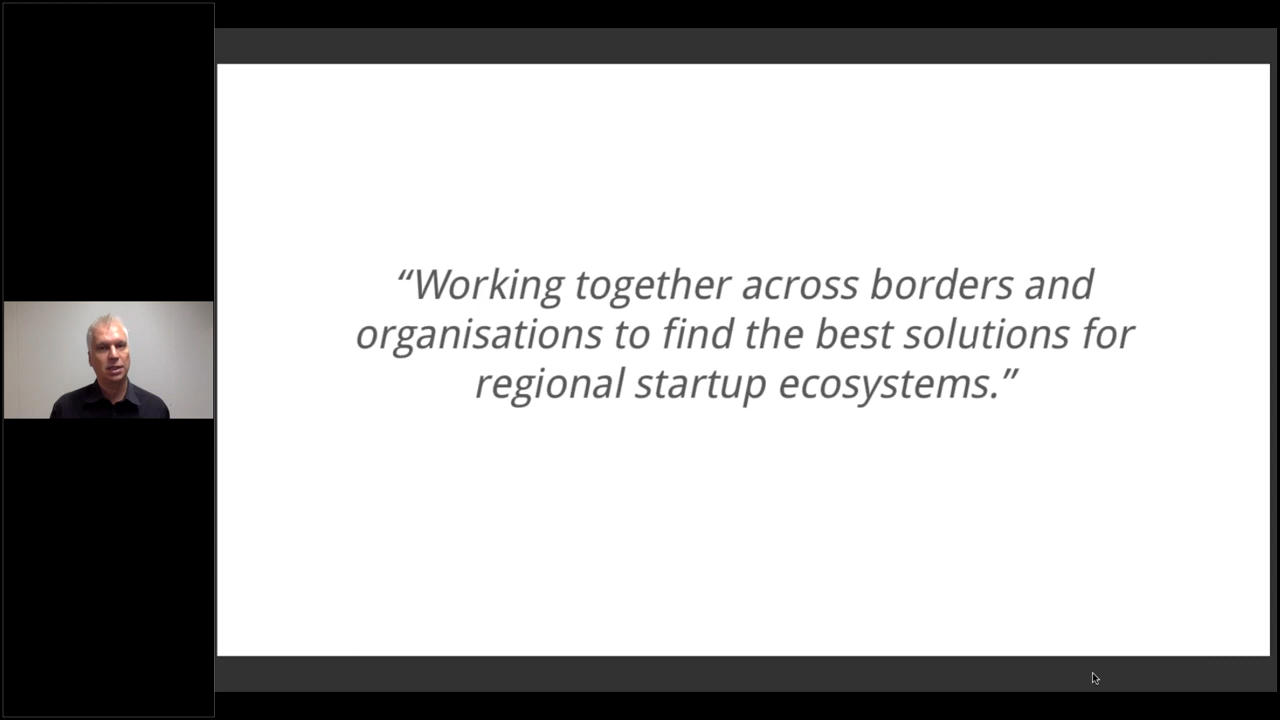 “Working together across borders and
organisations to find the best solutions for
regional startup ecosystems.”